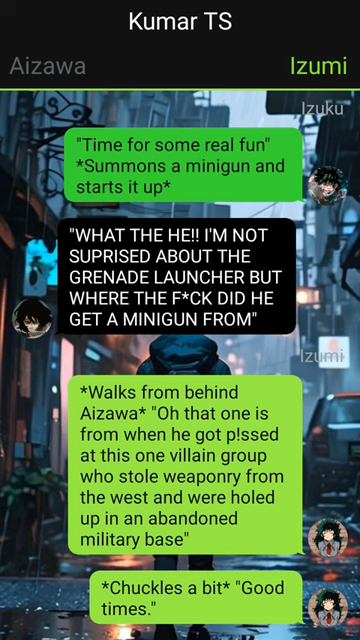 Kumar TS
Aizawa
Izumi
Izuku
"Time for some real fun"
*Summons a minigun and
starts it up*
"WHAT THE HE!! I'M NOT
SUPRISED ABOUT THE
GRENADE LAUNCHER BUT
WHERE THE F*CK DID HE
GET A MINIGUN FROM"
Izumi
*Walks from behind
Aizawa* "Oh that one is
from when he got p!ssed
at this one villain group
who stole weaponry from
the west and were holed
up in an abandoned
military base"
*Chuckles a bit* "Good
times."